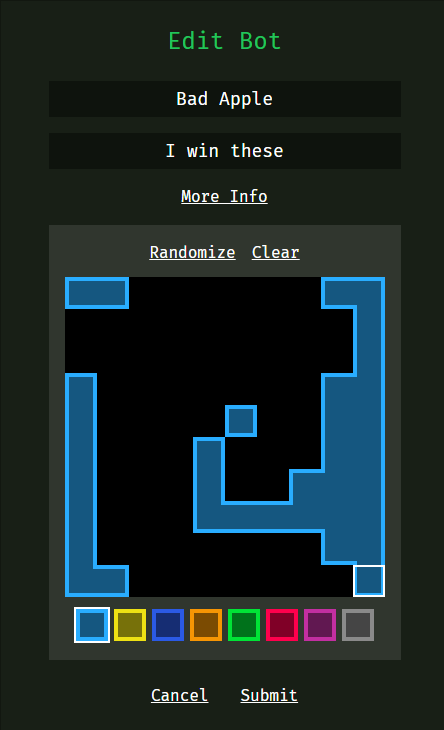 Edit Bot
Bad Apple
I win these
More Info
Randomize Clear
Cancel Submit